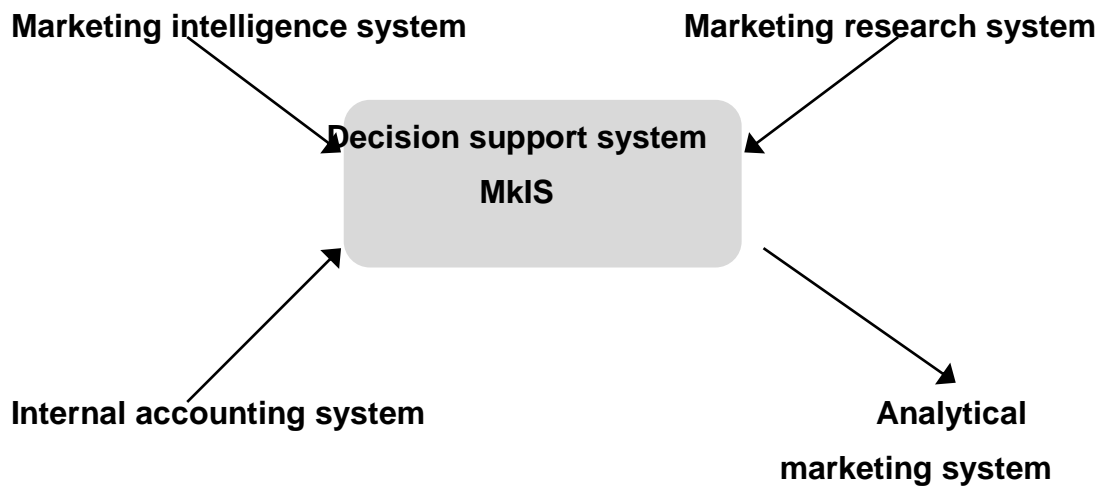 Marketing intelligence system
Marketing research system
Decision support system
MkIS
Internal accounting system
Analytical
marketing system